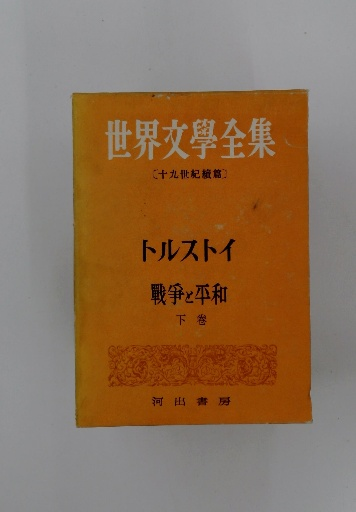 世界文學全集
〔十九世紀續篇〕
トルストイ
戰爭と平和
下巻
河出書房